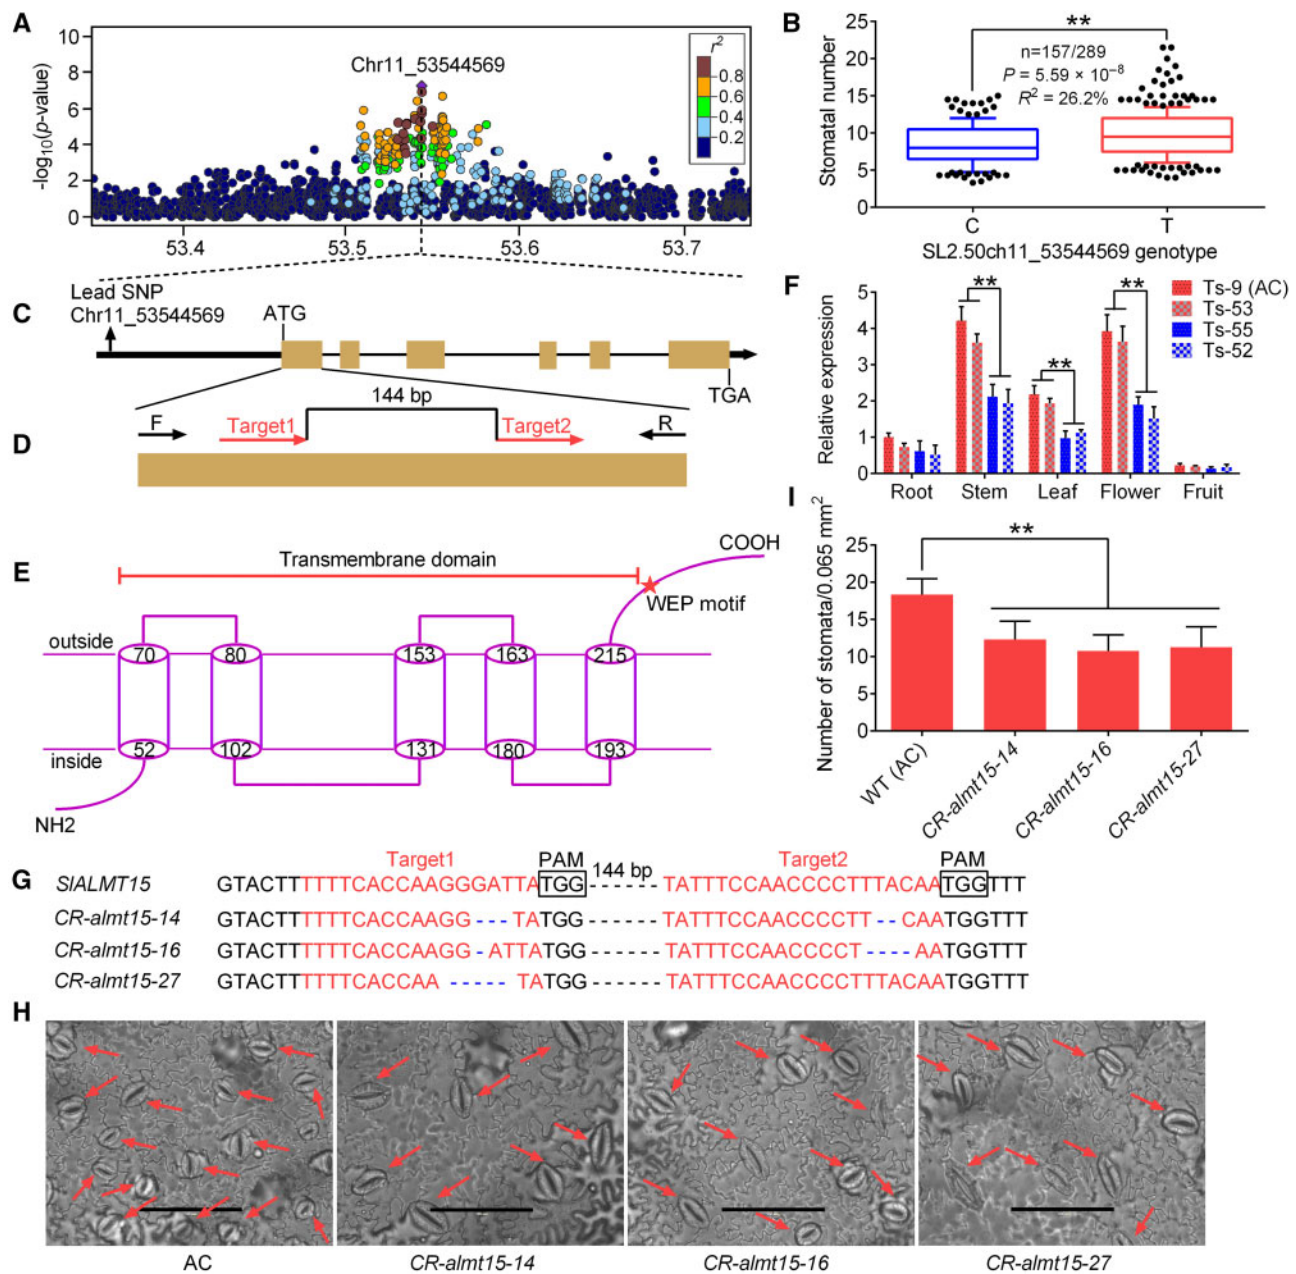 A
-log10(p-value)
10
8
6
4
2
0
Chr11_53544569
r2
0.8
0.6
0.4
0.2
53.4
53.5
53.6
53.7
B
Stomatal number
25
20
15
10
5
0
**
n=157/289
P = 5.59 × 10−8
R2 = 26.2%
C
T
SL2.50ch11_53544569 genotype
C
Lead SNP
Chr11_53544569
ATG
TGA
144 bp
F
Target1
Target2
R
D
E
Transmembrane domain
COOH
WEP motif
outside
70
80
153
163
215
inside
52
102
131
180
193
NH2
F
Relative expression
5
4
3
2
1
0
**
**
**
Ts-9 (AC)
Ts-53
Ts-55
Ts-52
Root
Stem
Leaf
Flower
Fruit
I
Number of stomata/0.065 mm2
25
20
15
10
5
0
**
WT (AC)
CR-almt15-14
CR-almt15-16
CR-almt15-27
G
Target1
PAM
144 bp
Target2
PAM
SlALMT15 GTACTTTTTTCACCAAGGGATTATGG-------TATTTCCAACCCCTTTACAATGGTTT
CR-almt15-14 GTACTTTTTTCACCAAGG---TATGG-------TATTTCCAACCCCTT--CAATGGTTT
CR-almt15-16 GTACTTTTTTCACCAAGG-ATTATGG-------TATTTCCAACCCCT----AATGGTTT
CR-almt15-27 GTACTTTTTTCACCAA-----TATGG-------TATTTCCAACCCCTTTACAATGGTTT
H
AC
CR-almt15-14
CR-almt15-16
CR-almt15-27